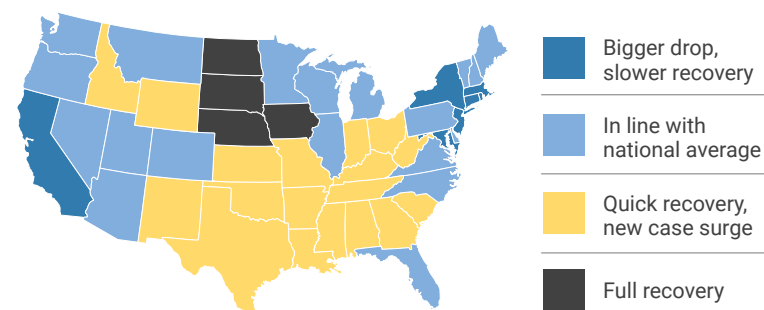 Bigger drop,
slower recovery
In line with
national average
Quick recovery,
new case surge
Full recovery